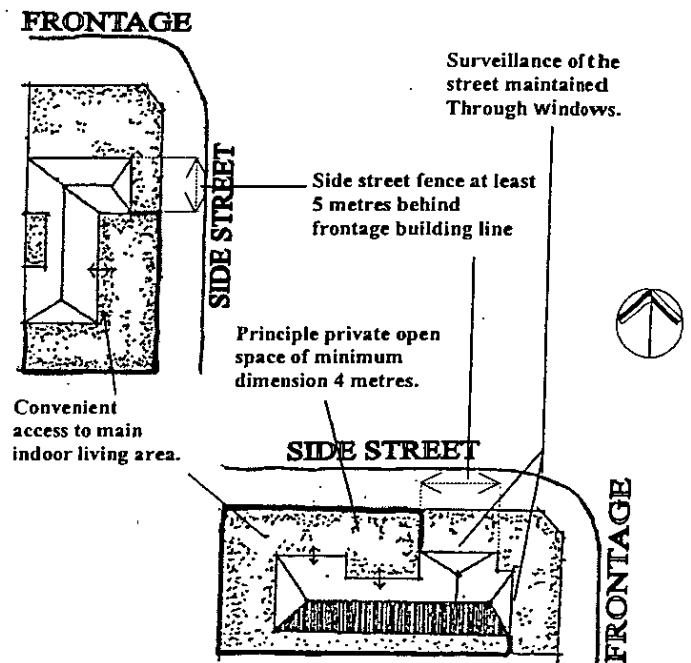 FRONTAGE
Surveillance of the
street maintained
Through Windows.
SIDE STREET
Side street fence at least
5 metres behind
frontage building line
Principle private open
space of minimum
dimension 4 metres.
Convenient
access to main
indoor living area.
SIDE STREET
FRONTAGE